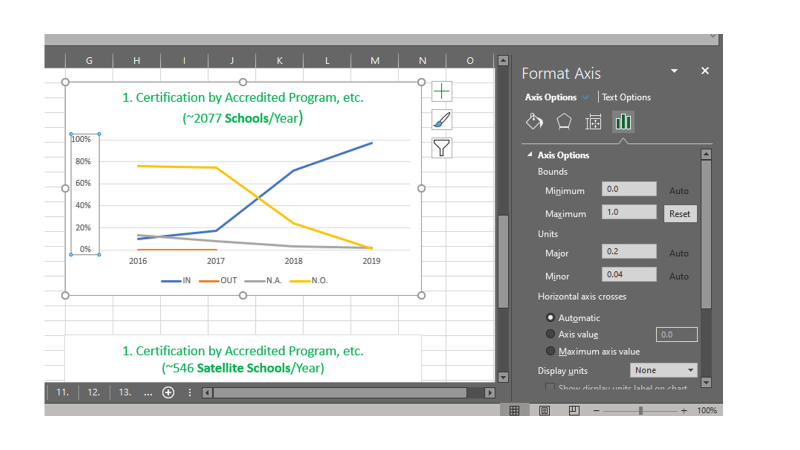 G H I J K L M N O
1. Certification by Accredited Program, etc.
(~2077 Schools/Year)
100%
80%
60%
40%
20%
0%
2016 2017 2018 2019
IN OUT N.A. N.O.
1. Certification by Accredited Program, etc.
(~546 Satellite Schools/Year)
11. 12. 13. ...
Format Axis
Axis Options Text Options
Axis Options
Bounds
Minimum 0.0 Auto
Maximum 1.0 Reset
Units
Major 0.2 Auto
Minor 0.04 Auto
Horizontal axis crosses
Automatic
Axis value 0.0
Maximum axis value
Display units None
Show display units label on chart
100%